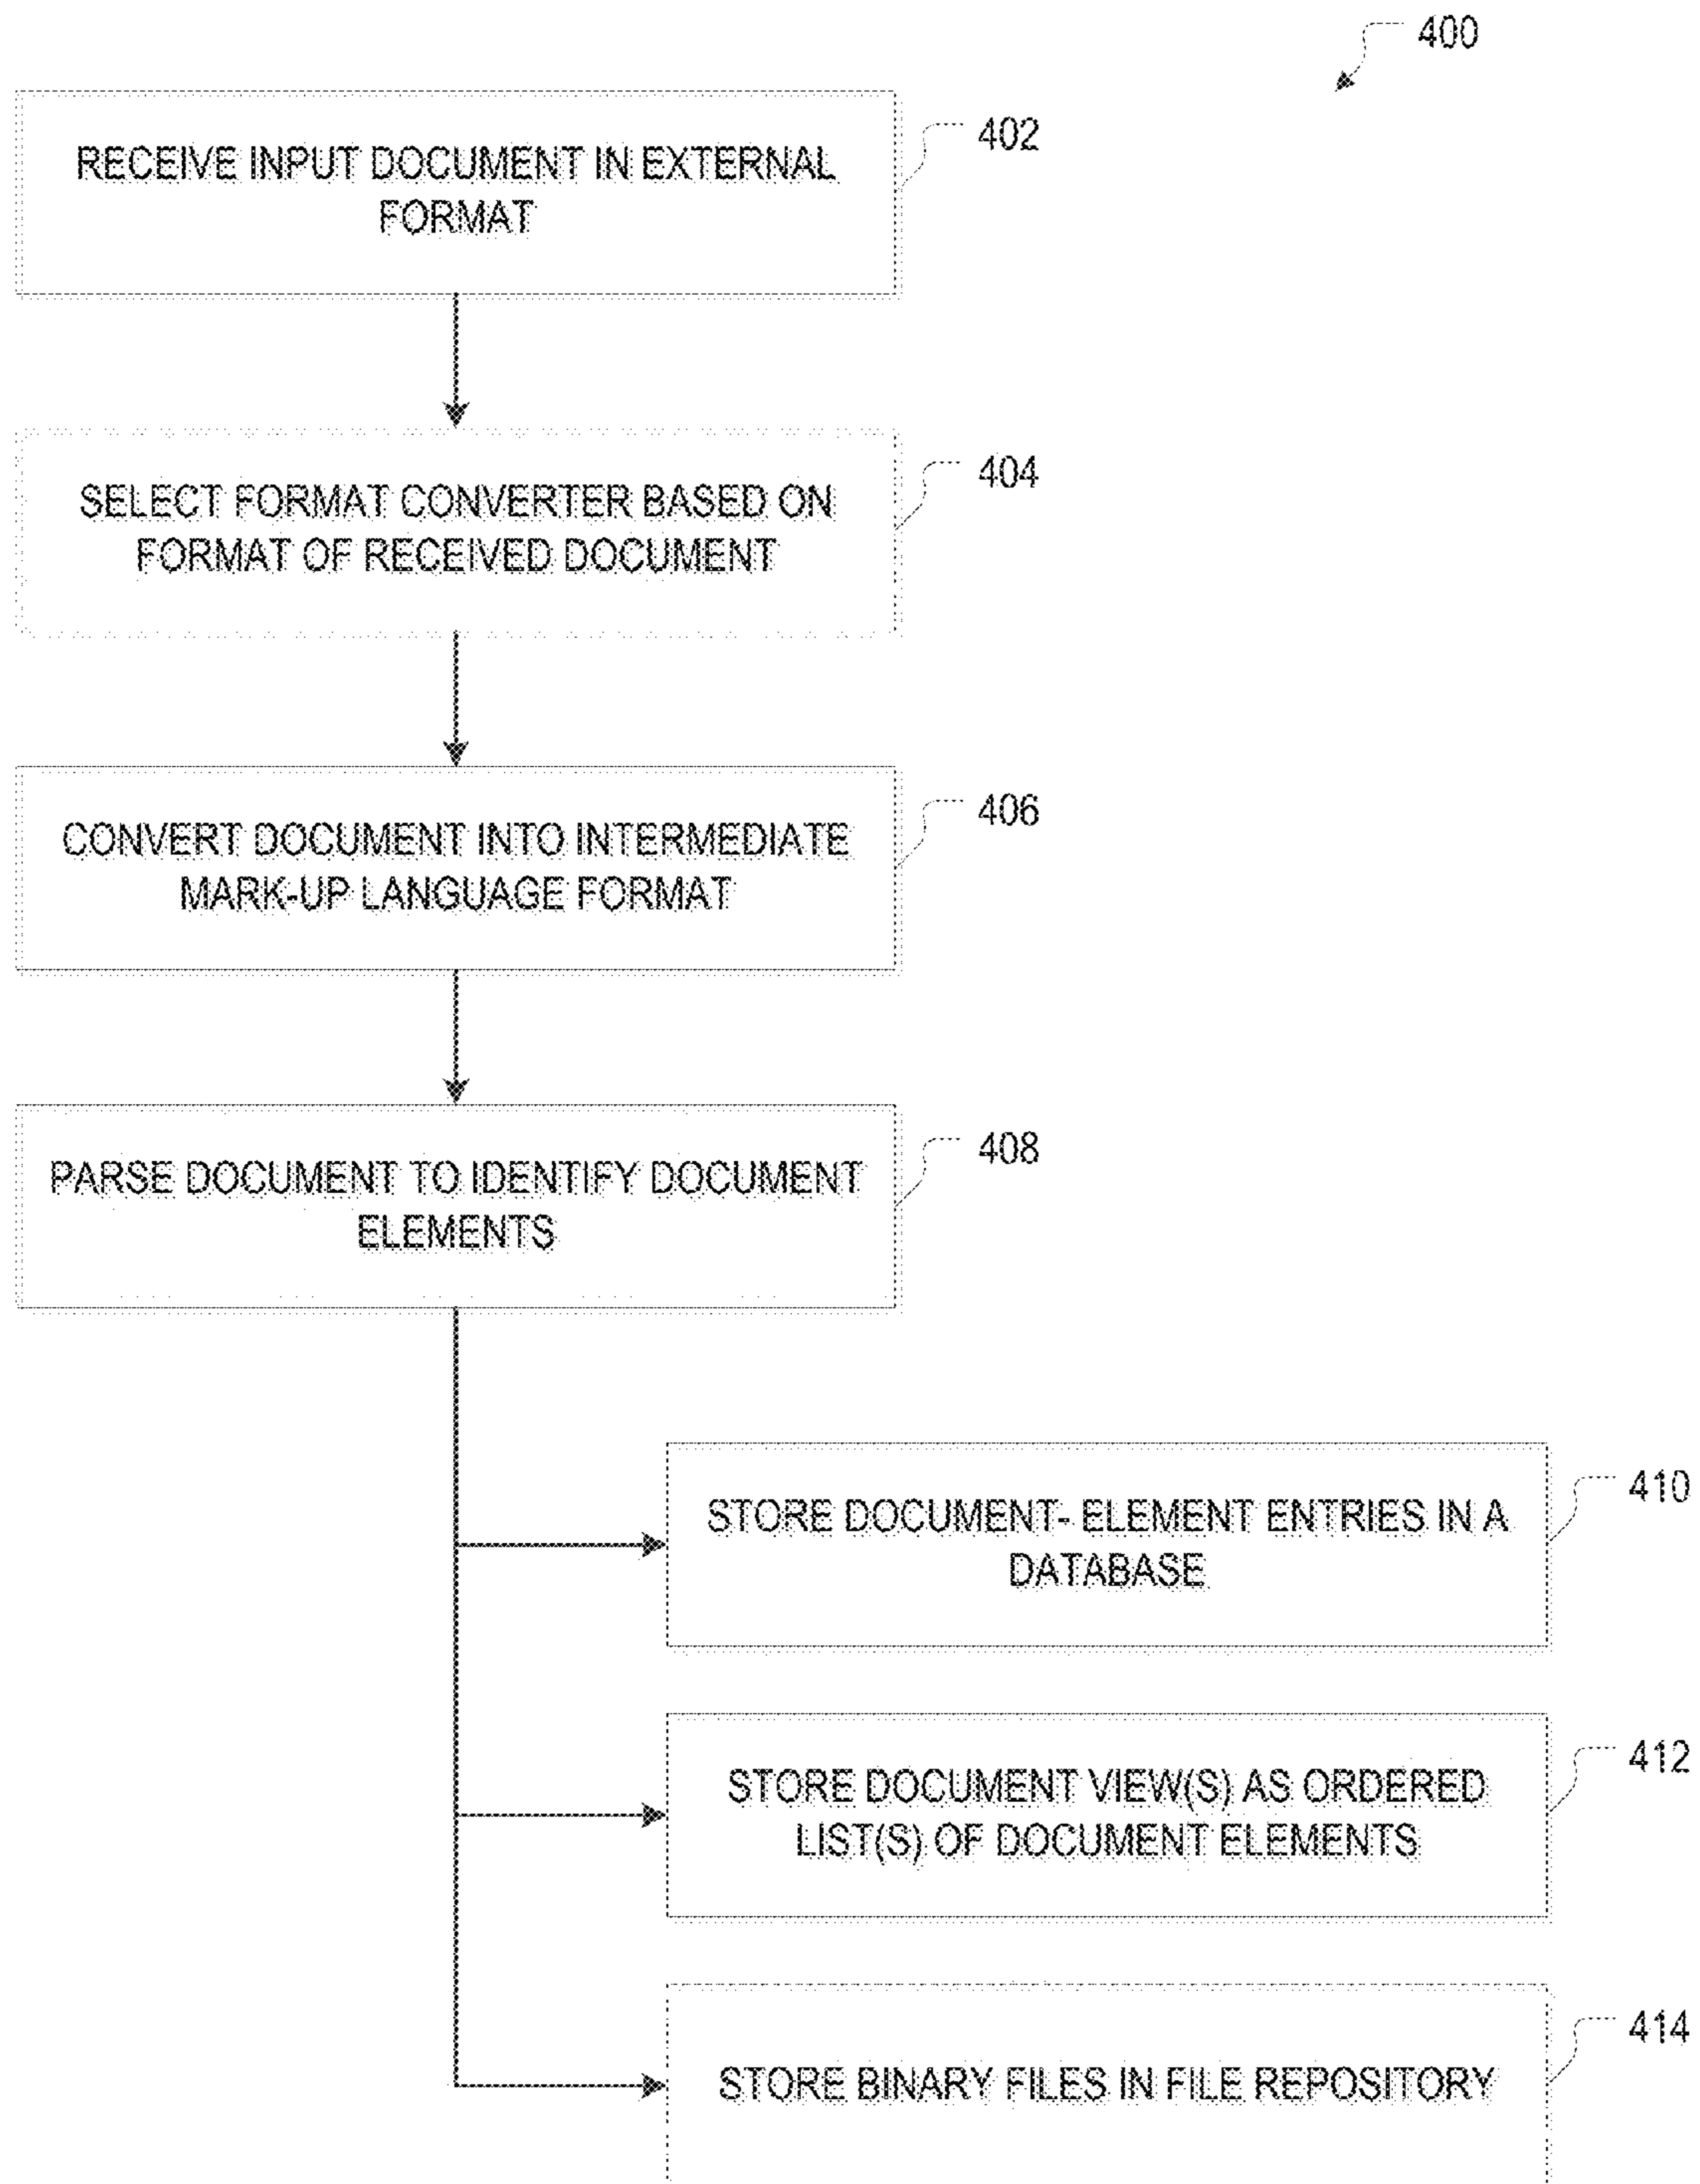 400
RECEIVE INPUT DOCUMENT IN EXTERNAL
FORMAT
402
SELECT FORMAT CONVERTER BASED ON
FORMAT OF RECEIVED DOCUMENT
404
CONVERT DOCUMENT INTO INTERMEDIATE
MARK-UP LANGUAGE FORMAT
406
PARSE DOCUMENT TO IDENTIFY DOCUMENT
ELEMENTS
408
STORE DOCUMENT- ELEMENT ENTRIES IN A
DATABASE
410
STORE DOCUMENT VIEW(S) AS ORDERED
LIST(S) OF DOCUMENT ELEMENTS
412
STORE BINARY FILES IN FILE REPOSITORY
414